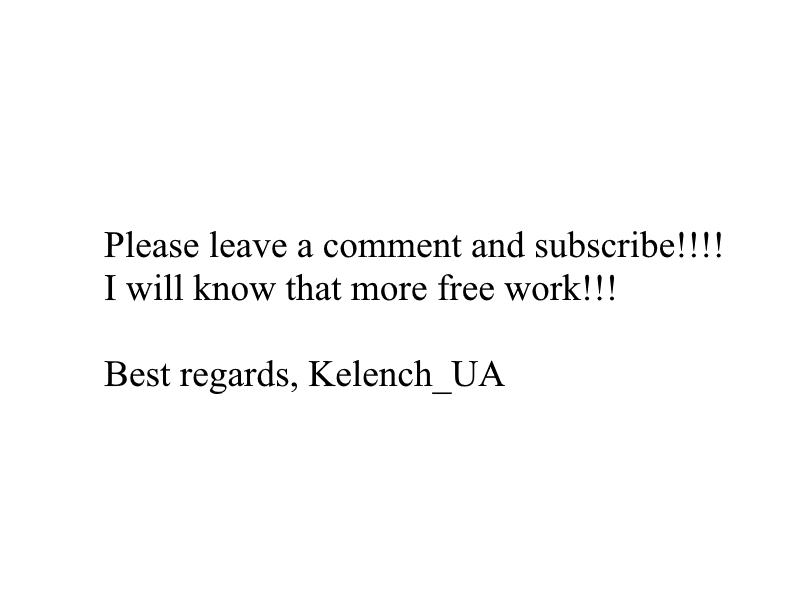 Please leave a comment and subscribe!!!!
I will know that more free work!!!
Best regards, Kelench_UA